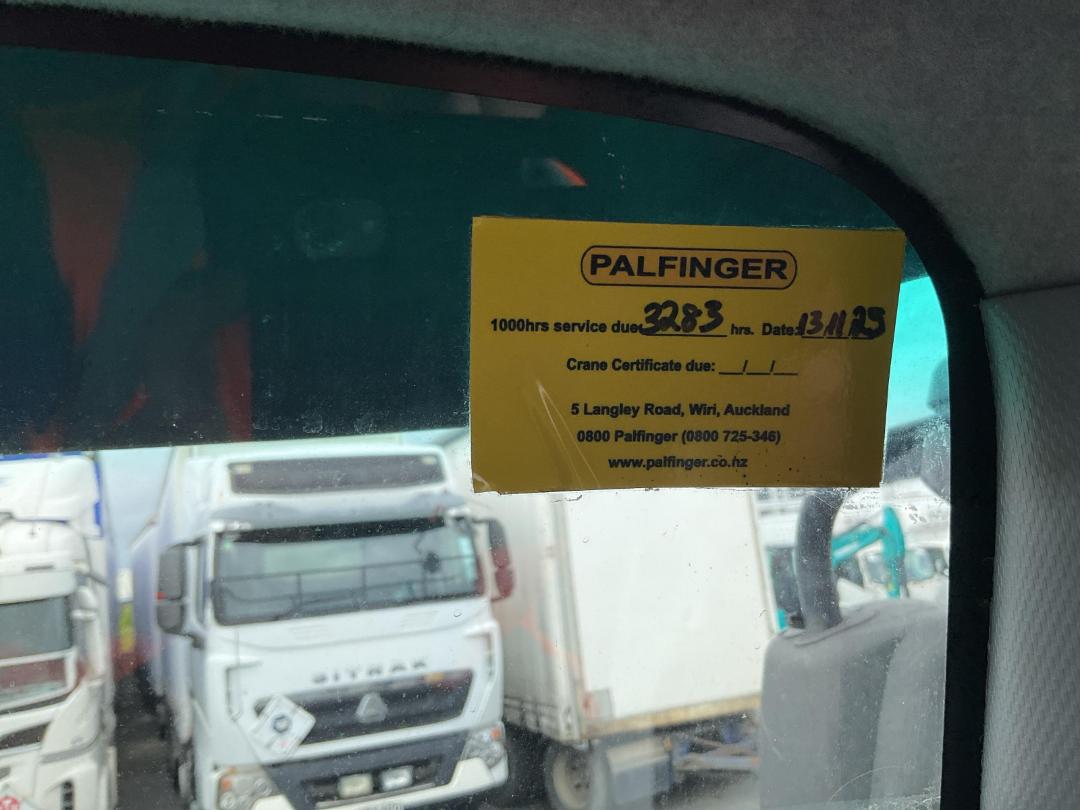 PALFINGER
1000hrs service due: 3283 hrs. Date: 13/11/25
Crane Certificate due: __/__/__
5 Langley Road, Wiri, Auckland
0800 Palfinger (0800 725-346)
www.palfinger.co.nz
SITRAK